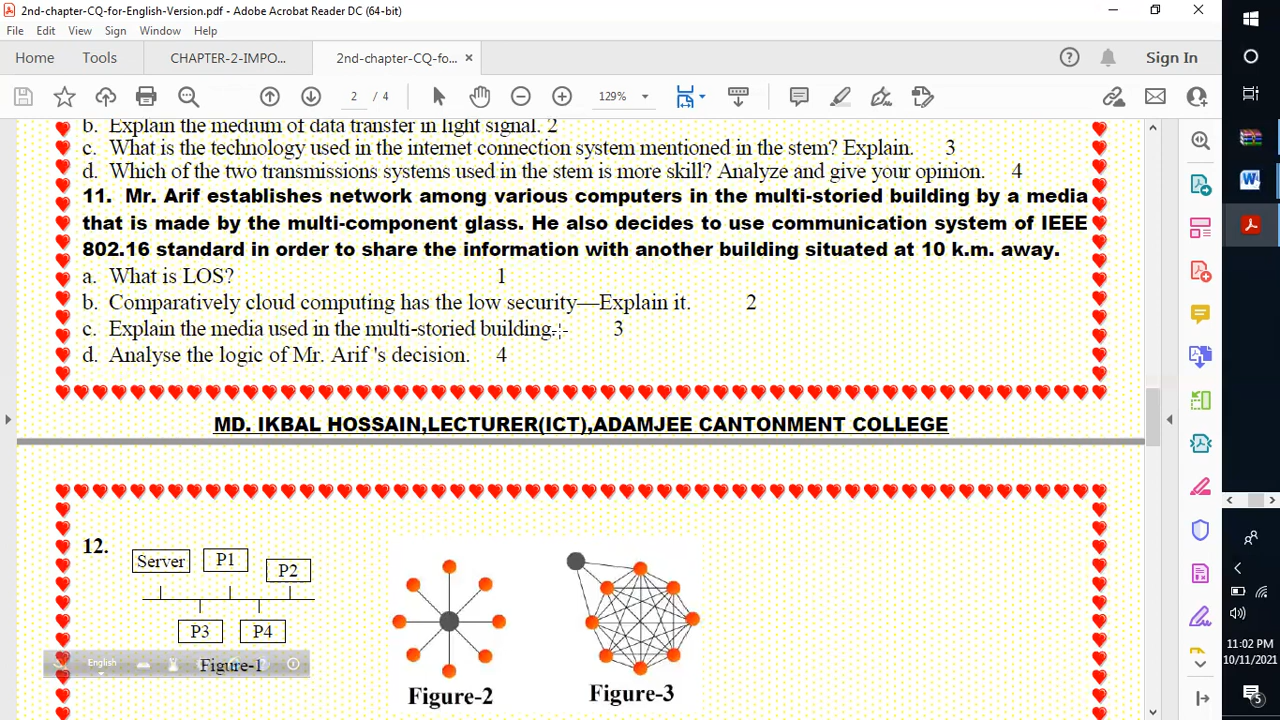 2nd-chapter-CQ-for-English-Version.pdf - Adobe Acrobat Reader DC (64-bit)
File Edit View Sign Window Help
Home Tools CHAPTER-2-IMPO... 2nd-chapter-CQ-fo... × Sign In
2 / 4 129%
b. Explain the medium of data transfer in light signal. 2
c. What is the technology used in the internet connection system mentioned in the stem? Explain. 3
d. Which of the two transmissions systems used in the stem is more skill? Analyze and give your opinion. 4
11. Mr. Arif establishes network among various computers in the multi-storied building by a media
that is made by the multi-component glass. He also decides to use communication system of IEEE
802.16 standard in order to share the information with another building situated at 10 k.m. away.
a. What is LOS? 1
b. Comparatively cloud computing has the low security—Explain it. 2
c. Explain the media used in the multi-storied building. 3
d. Analyse the logic of Mr. Arif 's decision. 4
MD. IKBAL HOSSAIN,LECTURER(ICT),ADAMJEE CANTONMENT COLLEGE
12.
Server P1 P2
P3 P4
English
Figure-1
Figure-2
Figure-3
11:02 PM
10/11/2021
5